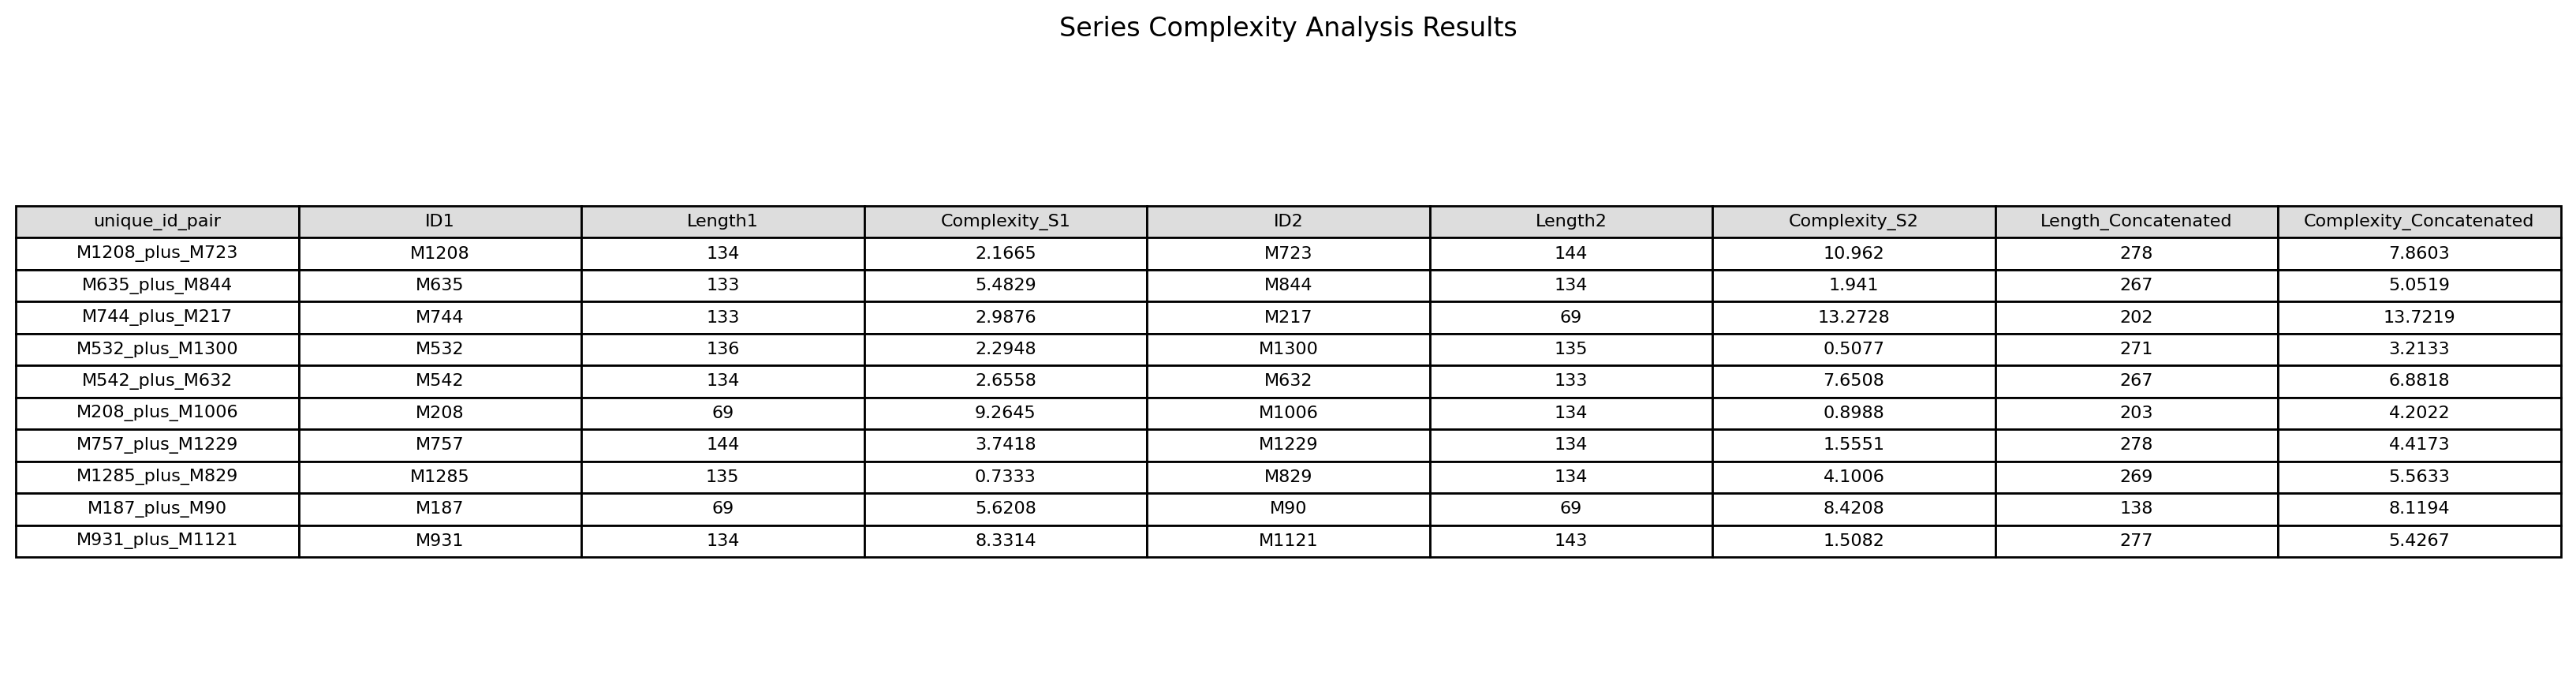 Series Complexity Analysis Results
unique_id_pair ID1 Length1 Complexity_S1 ID2 Length2 Complexity_S2 Length_Concatenated Complexity_Concatenated
M1208_plus_M723 M1208 134 2.1665 M723 144 10.962 278 7.8603
M635_plus_M844 M635 133 5.4829 M844 134 1.941 267 5.0519
M744_plus_M217 M744 133 2.9876 M217 69 13.2728 202 13.7219
M532_plus_M1300 M532 136 2.2948 M1300 135 0.5077 271 3.2133
M542_plus_M632 M542 134 2.6558 M632 133 7.6508 267 6.8818
M208_plus_M1006 M208 69 9.2645 M1006 134 0.8988 203 4.2022
M757_plus_M1229 M757 144 3.7418 M1229 134 1.5551 278 4.4173
M1285_plus_M829 M1285 135 0.7333 M829 134 4.1006 269 5.5633
M187_plus_M90 M187 69 5.6208 M90 69 8.4208 138 8.1194
M931_plus_M1121 M931 134 8.3314 M1121 143 1.5082 277 5.4267